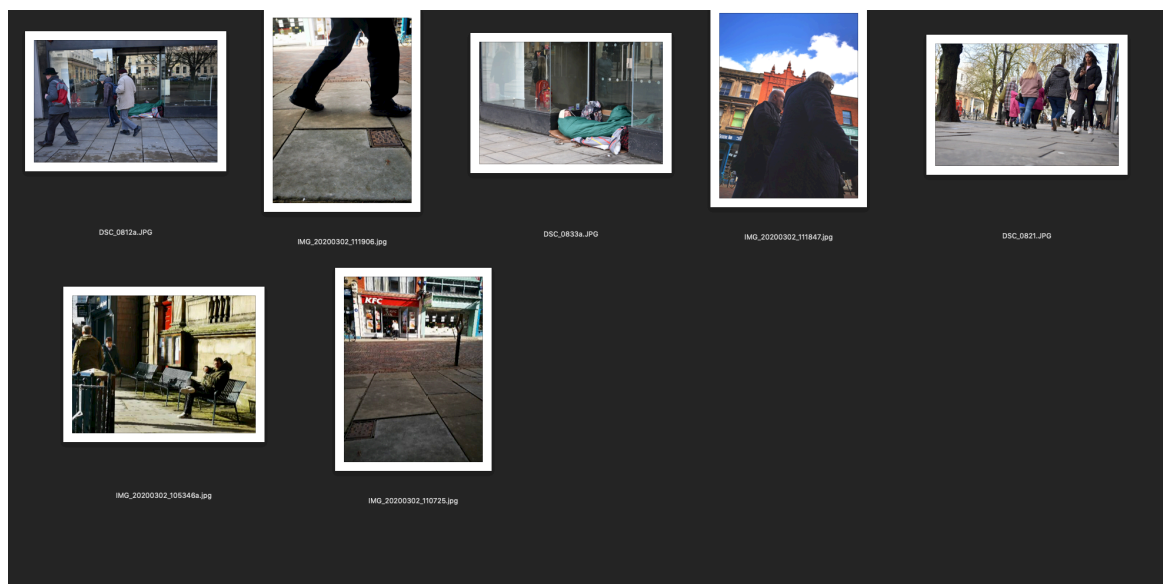 DSC_0812a.JPG
IMG_20200302_111906.jpg
DSC_0833a.JPG
IMG_20200302_111847.jpg
DSC_0821.JPG
KFC
IMG_20200302_105346a.jpg
IMG_20200302_110725.jpg